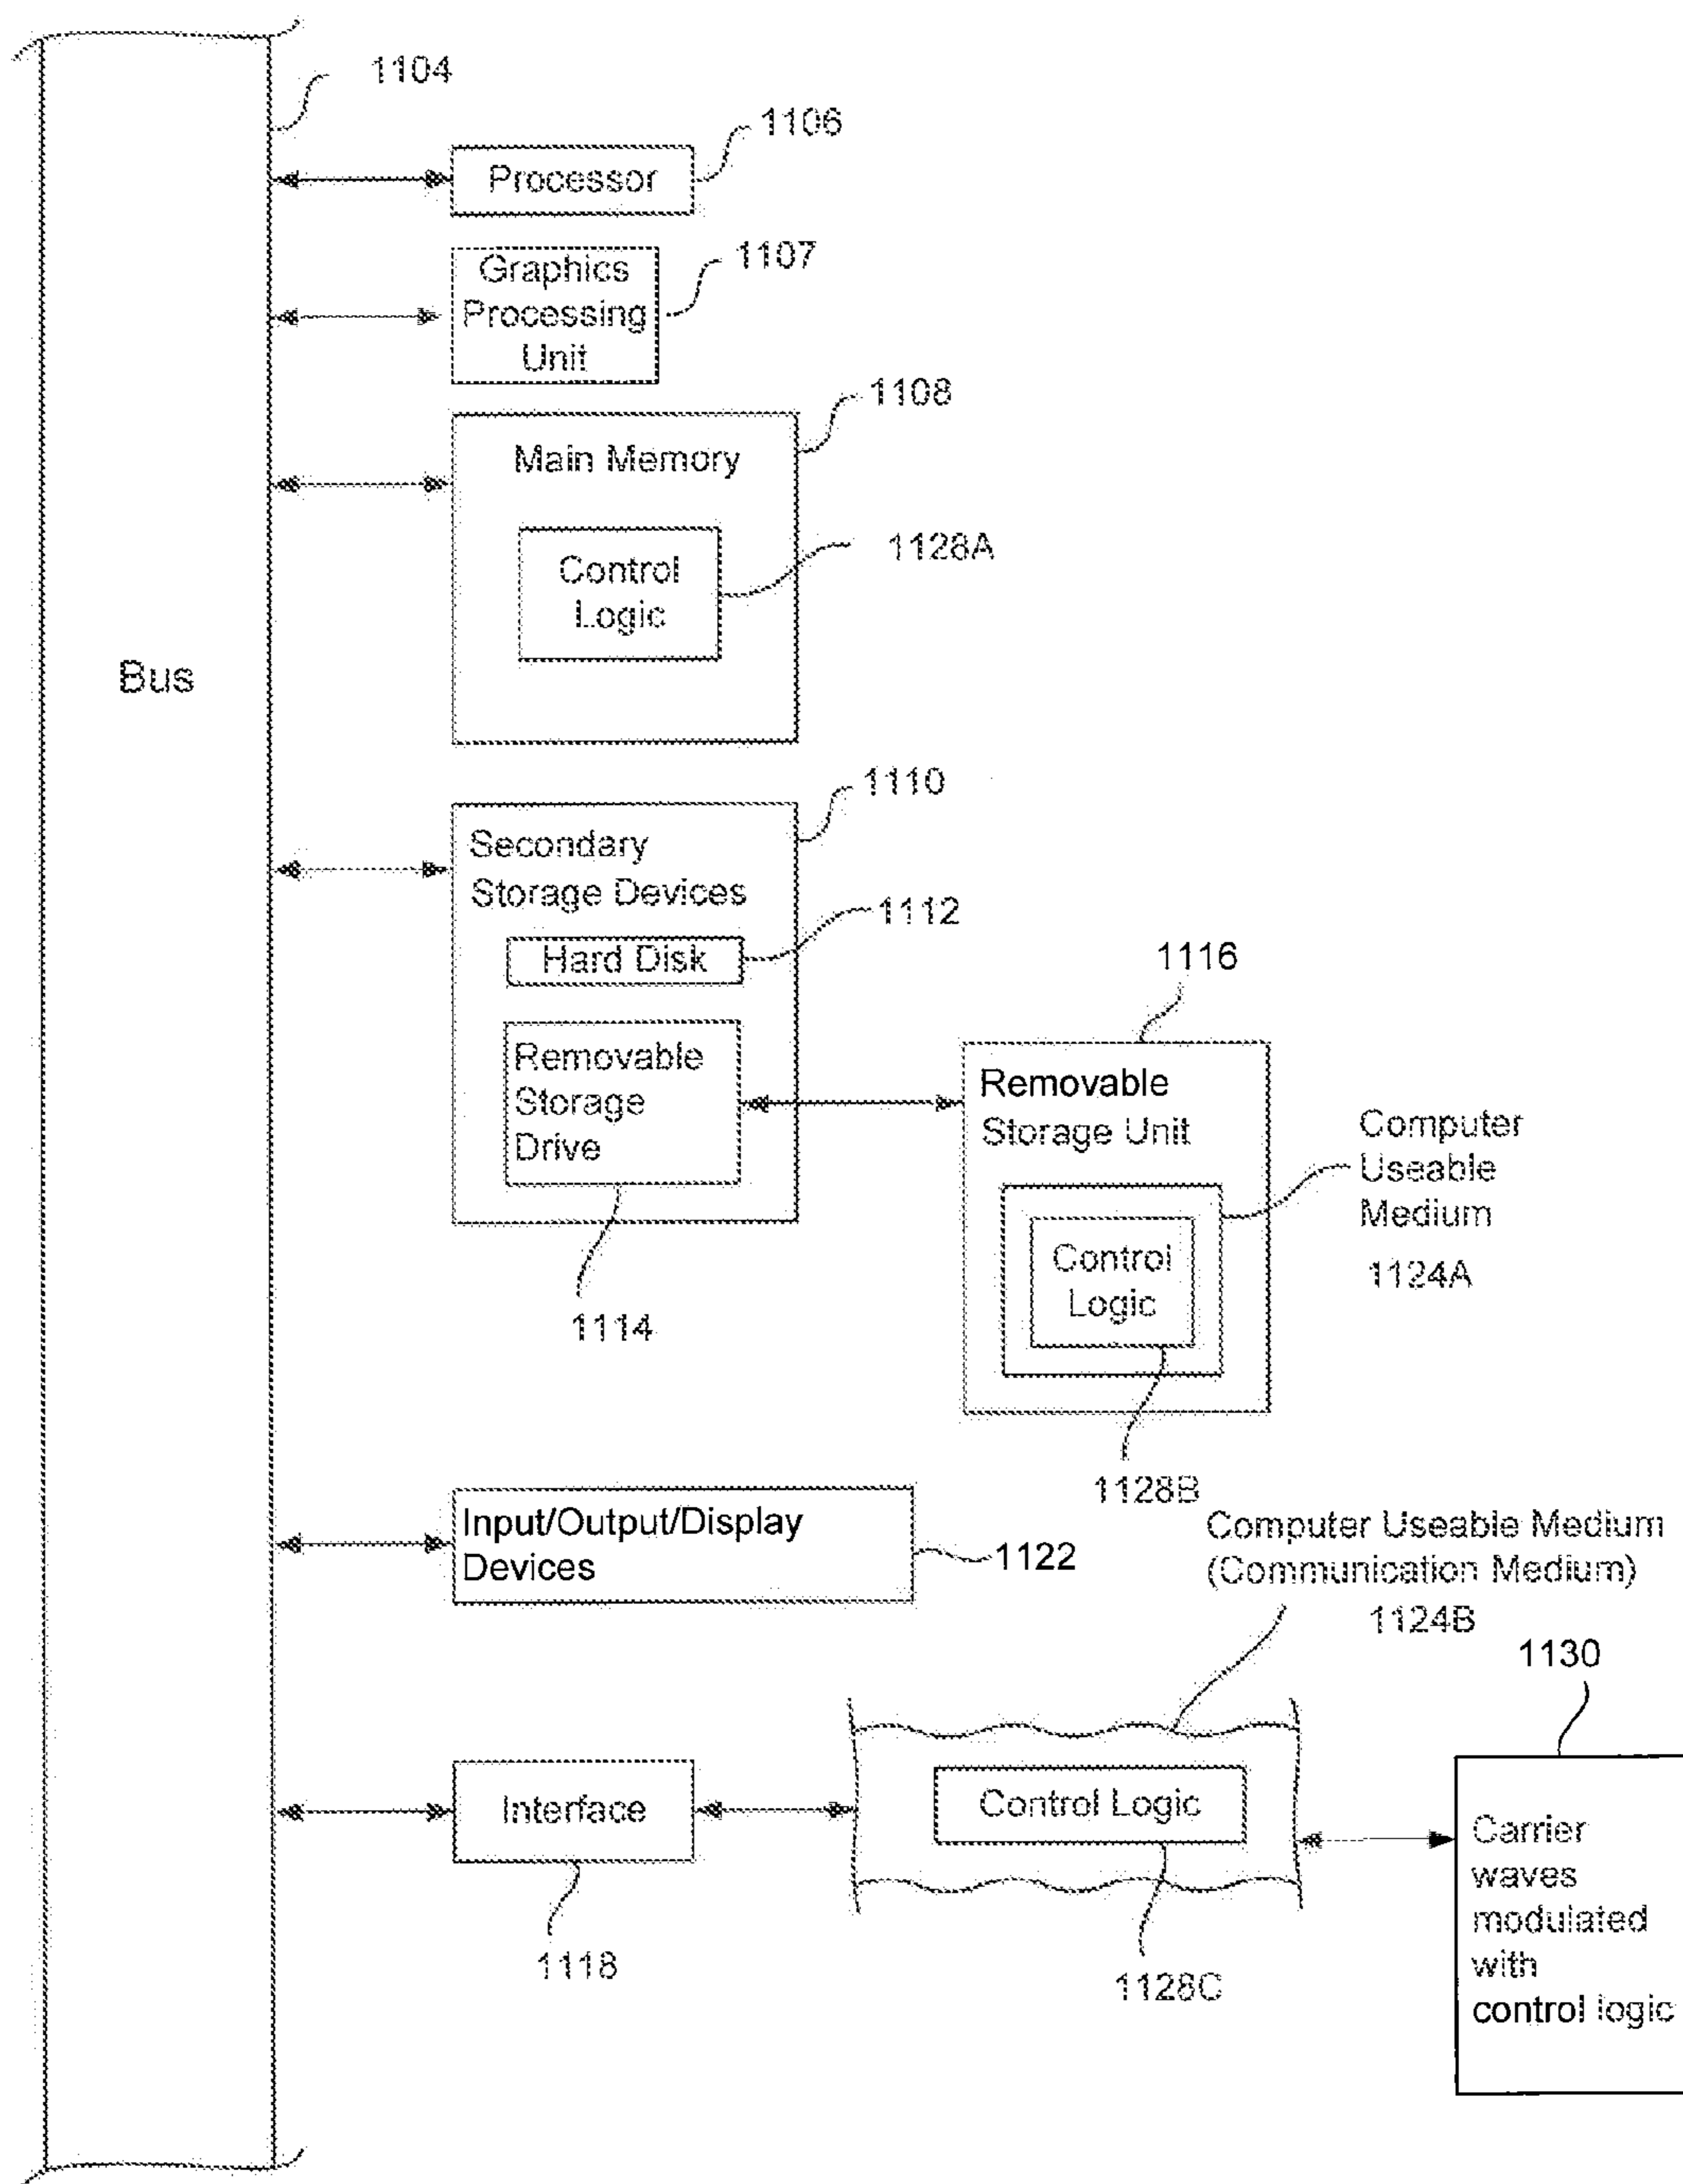 1104
1106
Processor
1107
Graphics
Processing
Unit
1108
Main Memory
1128A
Control
Logic
Bus
1110
Secondary
Storage Devices
1112
Hard Disk
1116
Removable
Storage
Drive
Removable
Storage Unit
Computer
Useable
Medium
1124A
Control
Logic
1114
1128B
Input/Output/Display
Devices
1122
Computer Useable Medium
(Communication Medium)
1124B
1130
Interface
Control Logic
Carrier
waves
modulated
with
control logic
1118
1128C